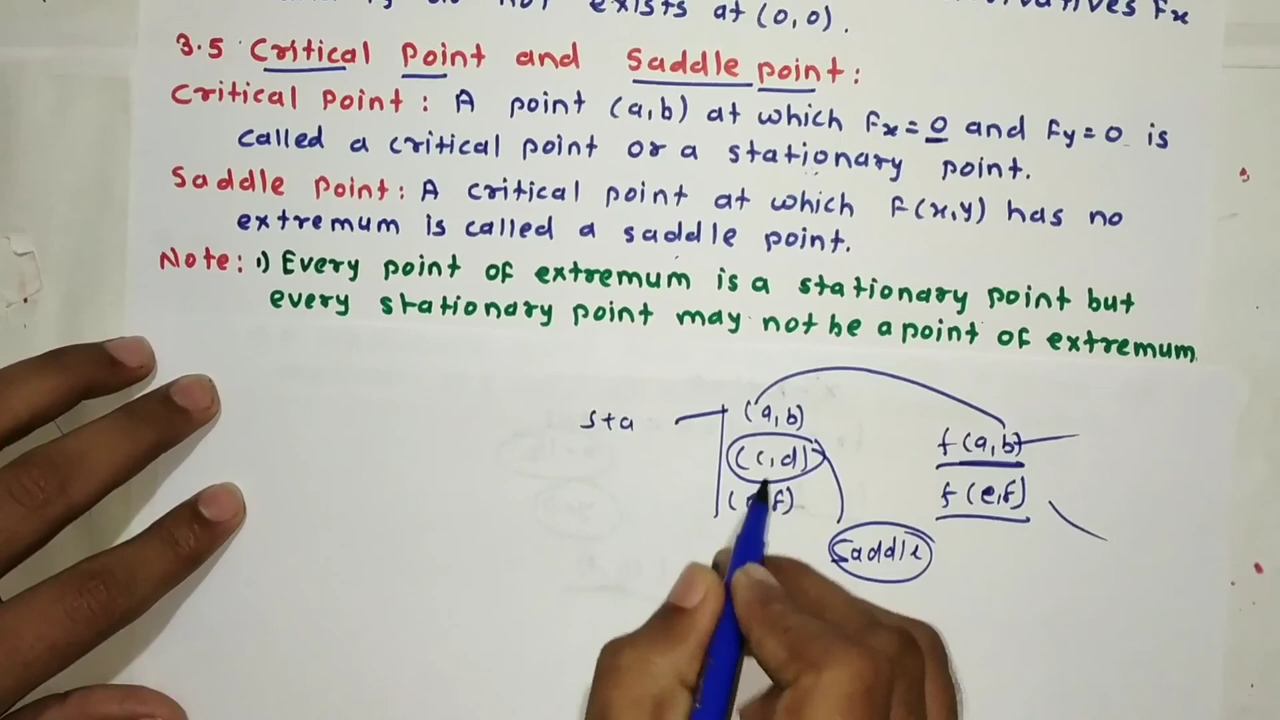 exists at (0,0).
3.5 Critical Point and Saddle point:
Critical Point: A point (a,b) at which Fx=0 and Fy=0 is
called a critical point or a stationary point.
Saddle Point: A critical point at which F(x,y) has no
extremum is called a saddle point.
Note: 1) Every point of extremum is a stationary point but
every stationary point may not be a point of extremum
sta (a,b)
f(a,b)
(c,d)
f(e,f)
Saddle